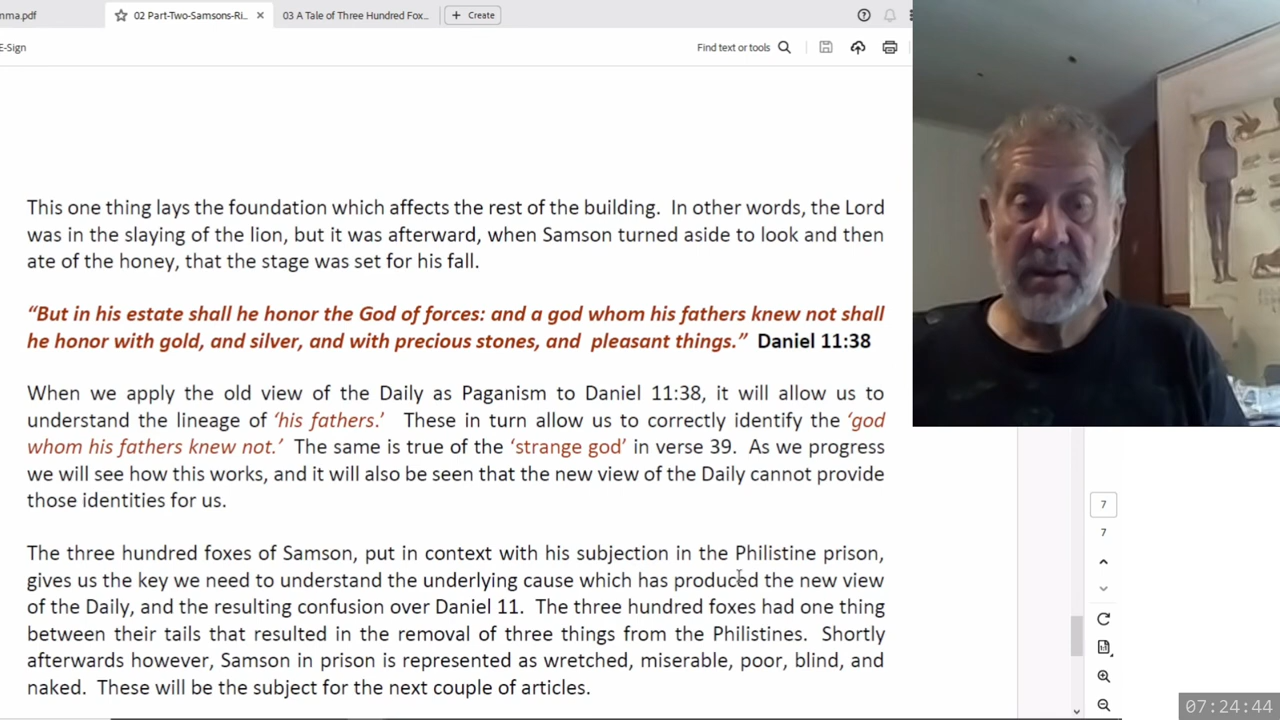 mma.pdf
02 Part-Two-Samsons-Ri...
03 A Tale of Three Hundred Fox...
+ Create
E-Sign
Find text or tools
This one thing lays the foundation which affects the rest of the building. In other words, the Lord
was in the slaying of the lion, but it was afterward, when Samson turned aside to look and then
ate of the honey, that the stage was set for his fall.
“But in his estate shall he honor the God of forces: and a god whom his fathers knew not shall
he honor with gold, and silver, and with precious stones, and pleasant things.” Daniel 11:38
When we apply the old view of the Daily as Paganism to Daniel 11:38, it will allow us to
understand the lineage of ‘his fathers.’ These in turn allow us to correctly identify the ‘god
whom his fathers knew not.’ The same is true of the ‘strange god’ in verse 39. As we progress
we will see how this works, and it will also be seen that the new view of the Daily cannot provide
those identities for us.
The three hundred foxes of Samson, put in context with his subjection in the Philistine prison,
gives us the key we need to understand the underlying cause which has produced the new view
of the Daily, and the resulting confusion over Daniel 11. The three hundred foxes had one thing
between their tails that resulted in the removal of three things from the Philistines. Shortly
afterwards however, Samson in prison is represented as wretched, miserable, poor, blind, and
naked. These will be the subject for the next couple of articles.
7
7
07:24:44